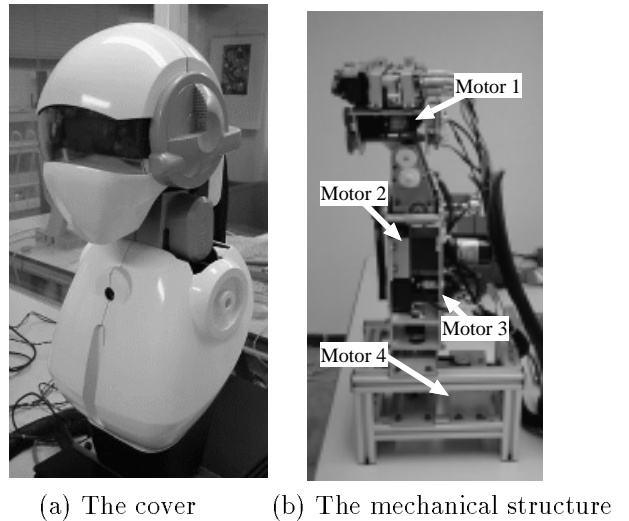 Motor 1
Motor 2
Motor 3
Motor 4
(a) The cover
(b) The mechanical structure